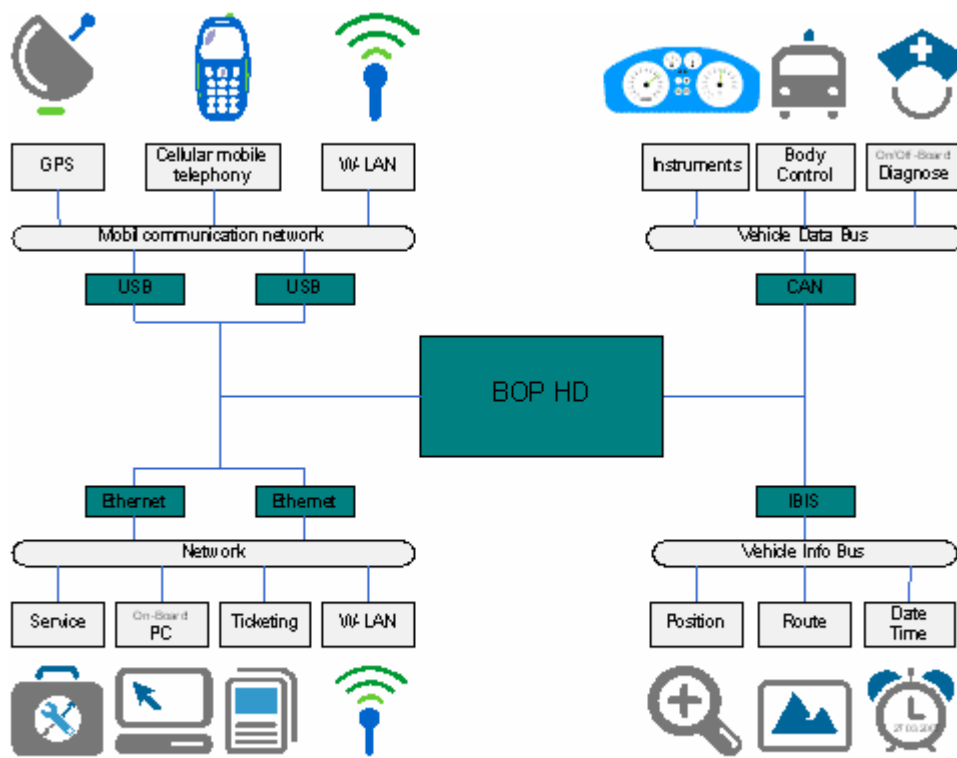 GPS
Cellular mobile
telephony
W-LAN
Instruments
Body
Control
On/Off-Board
Diagnose
Mobil communication network
Vehicle Data Bus
USB
USB
CAN
BOP HD
Ethernet
Ethernet
IBIS
Network
Vehicle Info Bus
Service
On-Board
PC
Ticketing
W-LAN
Position
Route
Date
Time